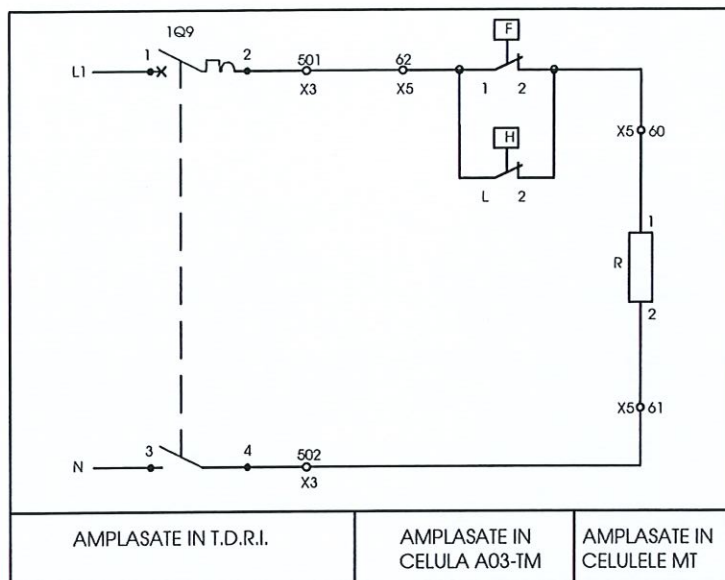 1Q9
F
L1
1
2
501
62
X3
X5
1
2
H
L
2
X5
60
1
R
2
X5
61
N
3
4
502
X3
AMPLASATE IN T.D.R.I.
AMPLASATE IN
CELULA A03-TM
AMPLASATE IN
CELULELE MT